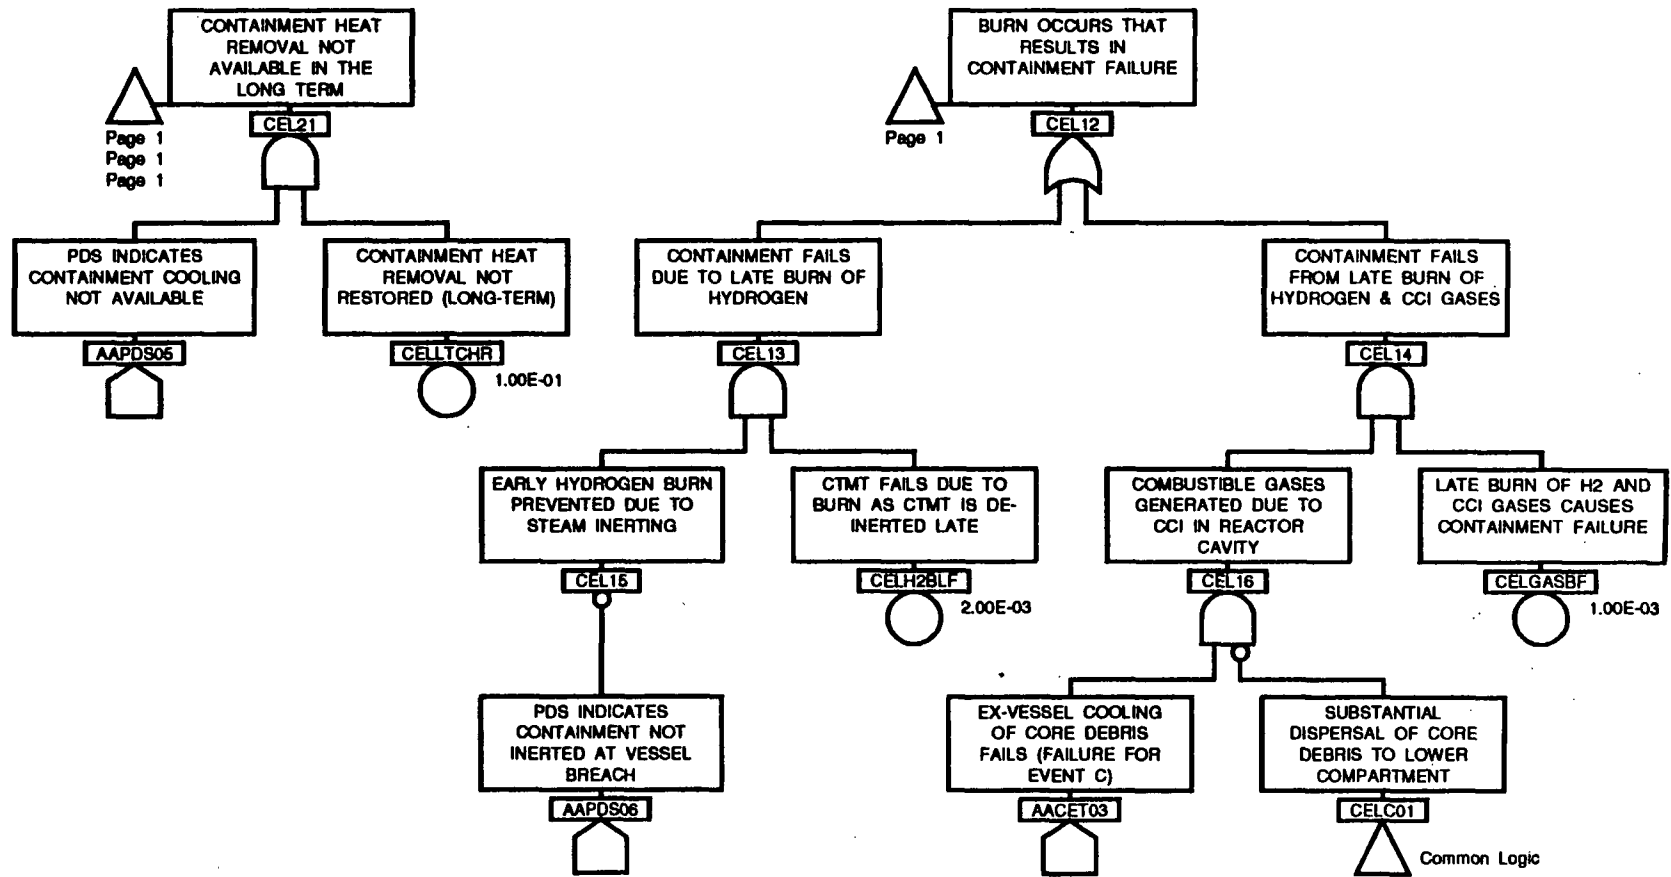 CONTAINMENT HEAT
REMOVAL NOT
AVAILABLE IN THE
LONG TERM
CEL21
Page 1
Page 1
Page 1
BURN OCCURS THAT
RESULTS IN
CONTAINMENT FAILURE
CEL12
Page 1
PDS INDICATES
CONTAINMENT COOLING
NOT AVAILABLE
AAPDS05
CONTAINMENT HEAT
REMOVAL NOT
RESTORED (LONG-TERM)
CELLTCHR
1.00E-01
CONTAINMENT FAILS
DUE TO LATE BURN OF
HYDROGEN
CEL13
CONTAINMENT FAILS
FROM LATE BURN OF
HYDROGEN & CCI GASES
CEL14
EARLY HYDROGEN BURN
PREVENTED DUE TO
STEAM INERTING
CEL15
CTMT FAILS DUE TO
BURN AS CTMT IS DE-
INERTED LATE
CELH2BLF
2.00E-03
COMBUSTIBLE GASES
GENERATED DUE TO
CCI IN REACTOR
CAVITY
CEL16
LATE BURN OF H2 AND
CCI GASES CAUSES
CONTAINMENT FAILURE
CELGASBF
1.00E-03
PDS INDICATES
CONTAINMENT NOT
INERTED AT VESSEL
BREACH
AAPDS06
EX-VESSEL COOLING
OF CORE DEBRIS
FAILS (FAILURE FOR
EVENT C)
AACET03
SUBSTANTIAL
DISPERSAL OF CORE
DEBRIS TO LOWER
COMPARTMENT
CELC01
Common Logic